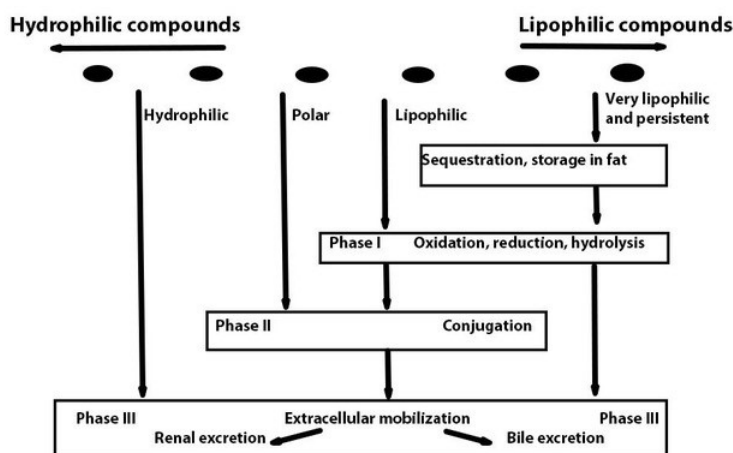 Hydrophilic compounds
Lipophilic compounds
Hydrophilic
Polar
Lipophilic
Very lipophilic
and persistent
Sequestration, storage in fat
Phase I Oxidation, reduction, hydrolysis
Phase II Conjugation
Phase III Extracellular mobilization Phase III
Renal excretion Bile excretion